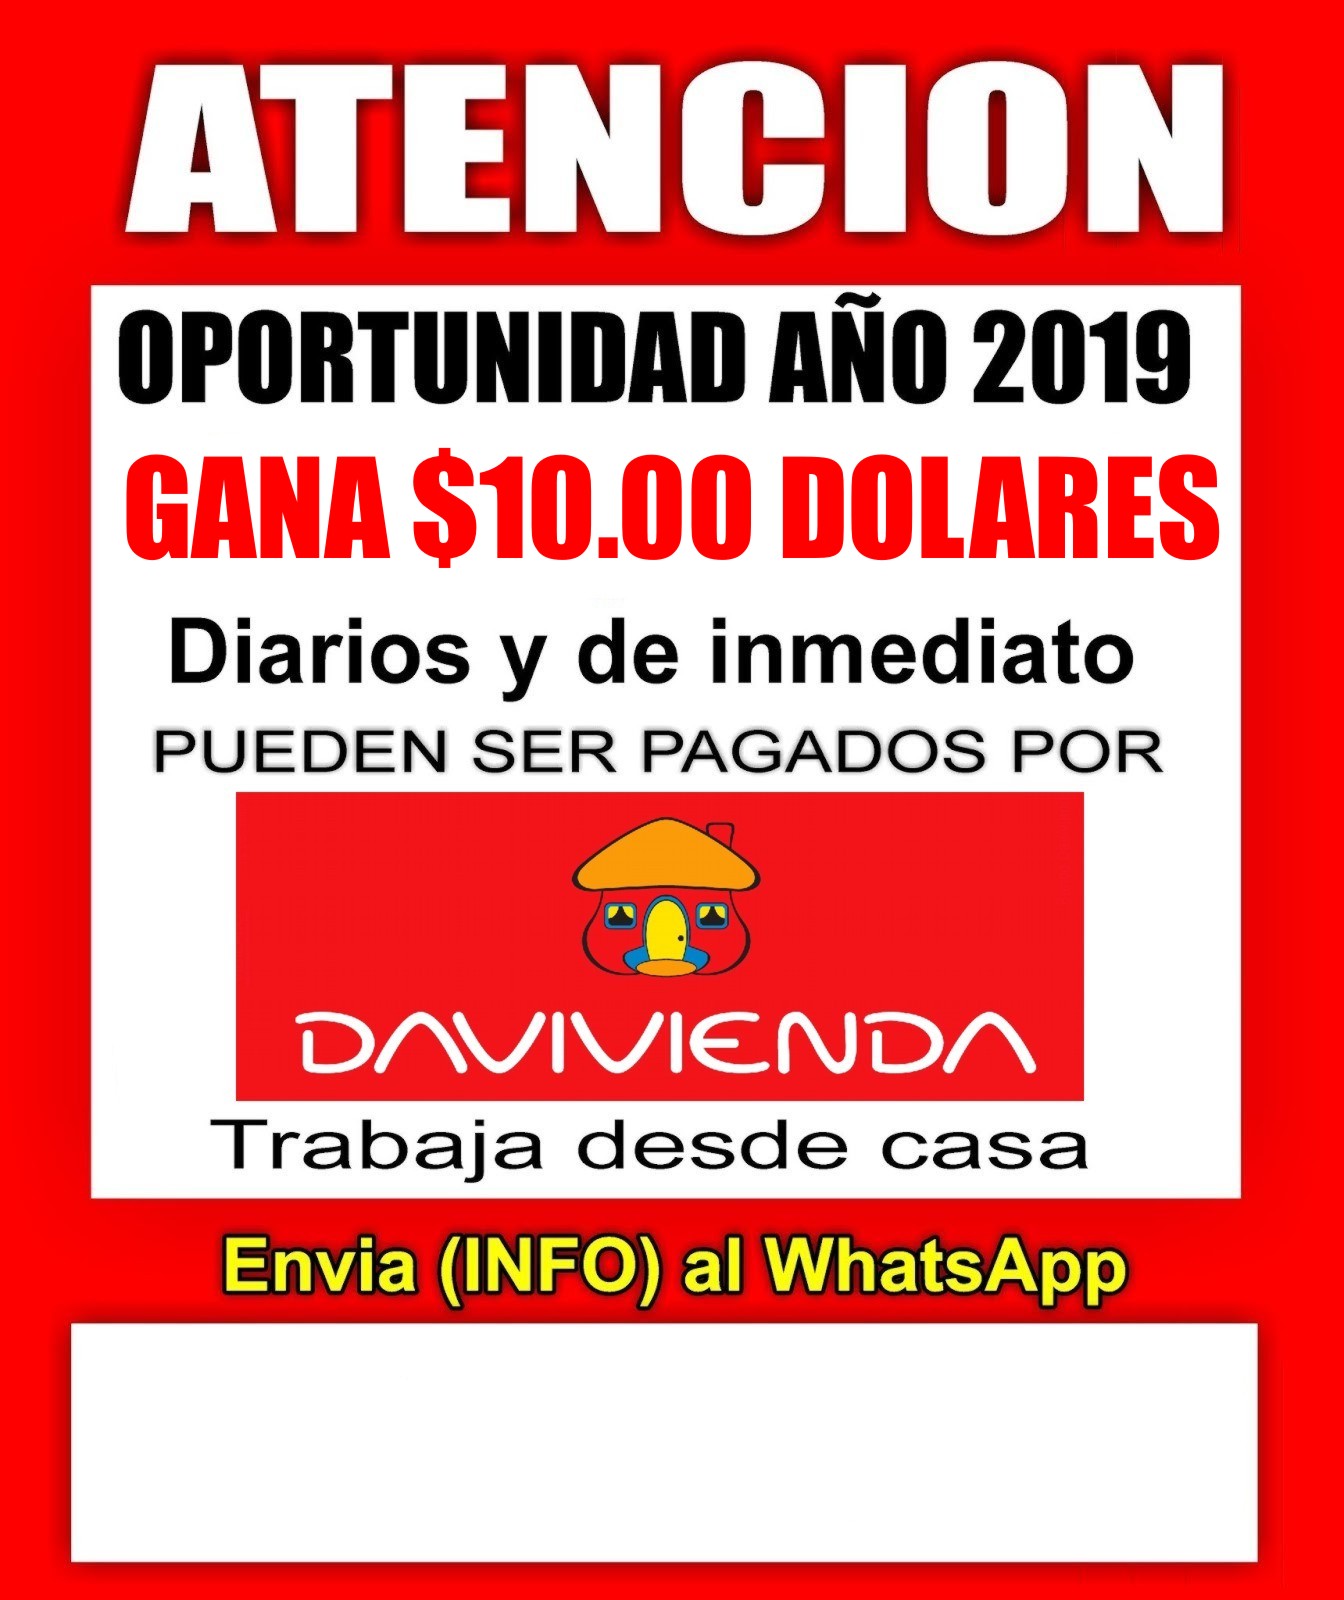 ATENCION
OPORTUNIDAD AÑO 2019
GANA $10.00 DOLARES
Diarios y de inmediato
PUEDEN SER PAGADOS POR
DAVIVIENDA
Trabaja desde casa
Envia (INFO) al WhatsApp